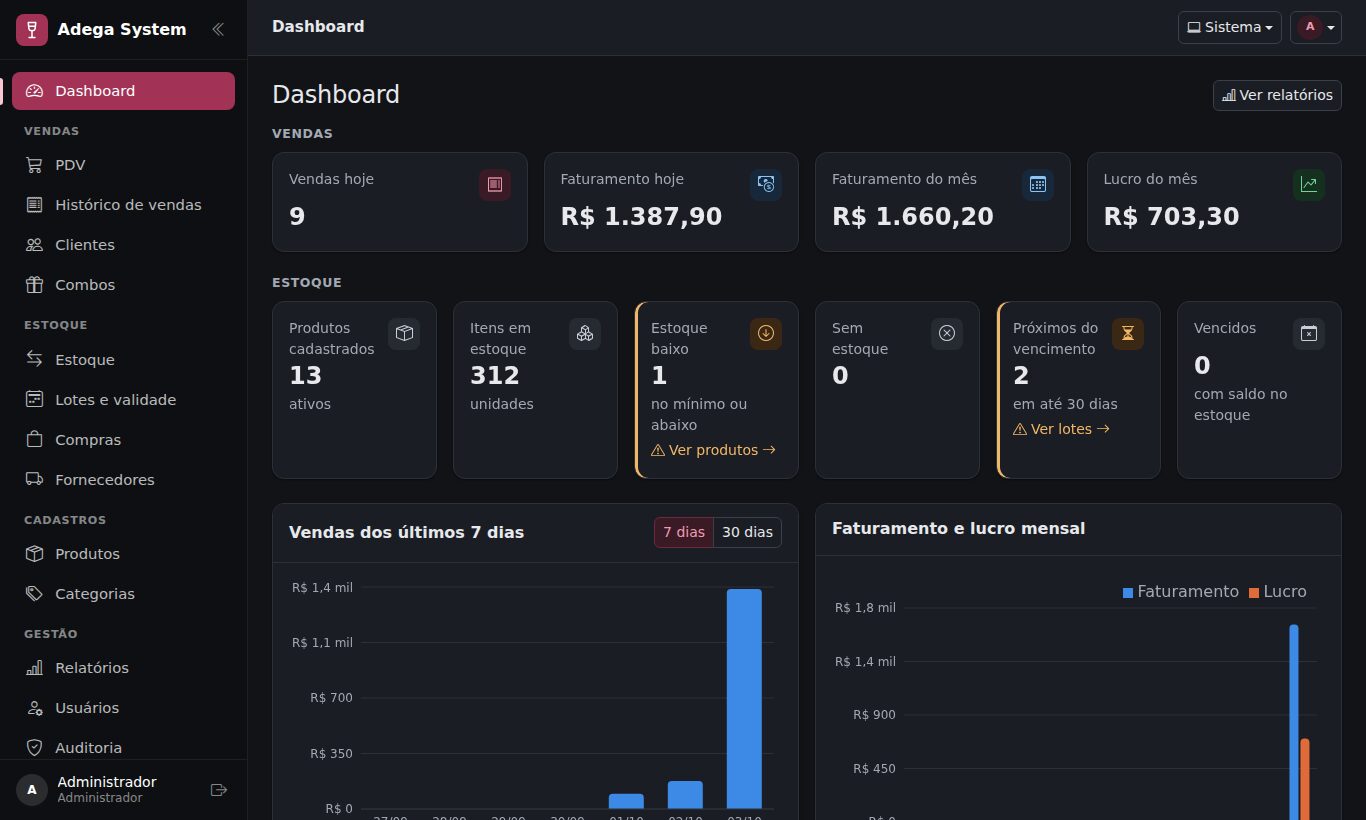 Adega System
Dashboard
VENDAS
PDV
Histórico de vendas
Clientes
Combos
ESTOQUE
Estoque
Lotes e validade
Compras
Fornecedores
CADASTROS
Produtos
Categorias
GESTÃO
Relatórios
Usuários
Auditoria
A
Administrador
Administrador
Dashboard
Sistema
A
Dashboard
Ver relatórios
VENDAS
Vendas hoje
9
Faturamento hoje
R$ 1.387,90
Faturamento do mês
R$ 1.660,20
Lucro do mês
R$ 703,30
ESTOQUE
Produtos
cadastrados
13
ativos
Itens em
estoque
312
unidades
Estoque
baixo
1
no mínimo ou
abaixo
Ver produtos
Sem
estoque
0
Próximos do
vencimento
2
em até 30 dias
Ver lotes
Vencidos
0
com saldo no
estoque
Vendas dos últimos 7 dias
7 dias
30 dias
R$ 1,4 mil
R$ 1,1 mil
R$ 700
R$ 350
R$ 0
Faturamento e lucro mensal
Faturamento
Lucro
R$ 1,8 mil
R$ 1,4 mil
R$ 900
R$ 450